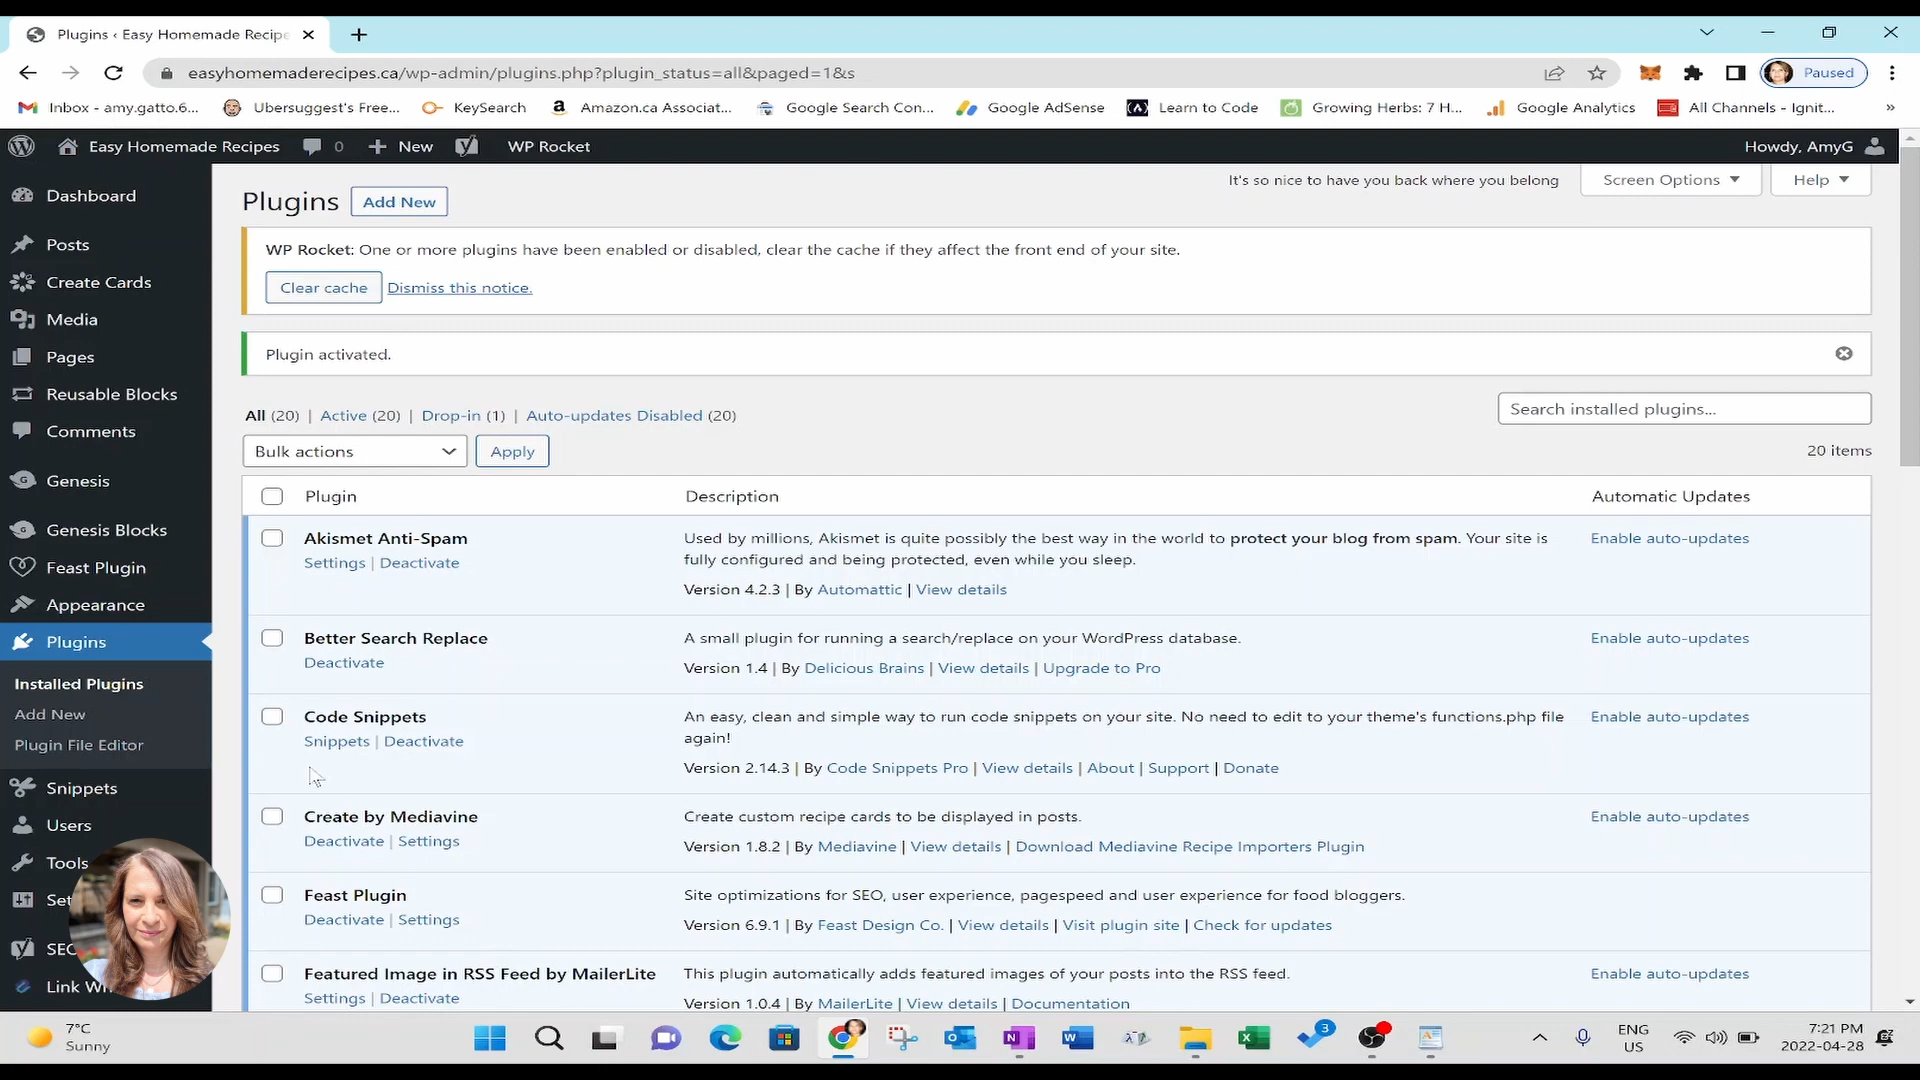 Plugins ‹ Easy Homemade Recipe
easyhomemaderecipes.ca/wp-admin/plugins.php?plugin_status=all&paged=1&s
Paused
Inbox - amy.gatto.6...
Ubersuggest's Free...
KeySearch
Amazon.ca Associat...
Google Search Con...
Google AdSense
Learn to Code
Growing Herbs: 7 H...
Google Analytics
All Channels - Ignit...
»
Easy Homemade Recipes
0
New
WP Rocket
Howdy, AmyG
Dashboard
Posts
Create Cards
Media
Pages
Reusable Blocks
Comments
Genesis
Genesis Blocks
Feast Plugin
Appearance
Plugins
Installed Plugins
Add New
Plugin File Editor
Snippets
Users
Tools
Set
SEO
Link Wh
Plugins
Add New
It's so nice to have you back where you belong
Screen Options
Help
WP Rocket: One or more plugins have been enabled or disabled, clear the cache if they affect the front end of your site.
Clear cache
Dismiss this notice.
Plugin activated.
All (20) | Active (20) | Drop-in (1) | Auto-updates Disabled (20)
Search installed plugins...
Bulk actions
Apply
20 items
Plugin
Description
Automatic Updates
Akismet Anti-Spam
Settings | Deactivate
Used by millions, Akismet is quite possibly the best way in the world to protect your blog from spam. Your site is
fully configured and being protected, even while you sleep.
Version 4.2.3 | By Automattic | View details
Enable auto-updates
Better Search Replace
Deactivate
A small plugin for running a search/replace on your WordPress database.
Version 1.4 | By Delicious Brains | View details | Upgrade to Pro
Enable auto-updates
Code Snippets
Snippets | Deactivate
An easy, clean and simple way to run code snippets on your site. No need to edit to your theme's functions.php file
again!
Version 2.14.3 | By Code Snippets Pro | View details | About | Support | Donate
Enable auto-updates
Create by Mediavine
Deactivate | Settings
Create custom recipe cards to be displayed in posts.
Version 1.8.2 | By Mediavine | View details | Download Mediavine Recipe Importers Plugin
Enable auto-updates
Feast Plugin
Deactivate | Settings
Site optimizations for SEO, user experience, pagespeed and user experience for food bloggers.
Version 6.9.1 | By Feast Design Co. | View details | Visit plugin site | Check for updates
Featured Image in RSS Feed by MailerLite
Settings | Deactivate
This plugin automatically adds featured images of your posts into the RSS feed.
Version 1.0.4 | By MailerLite | View details | Documentation
Enable auto-updates
7°C
Sunny
3
ENG
US
7:21 PM
2022-04-28